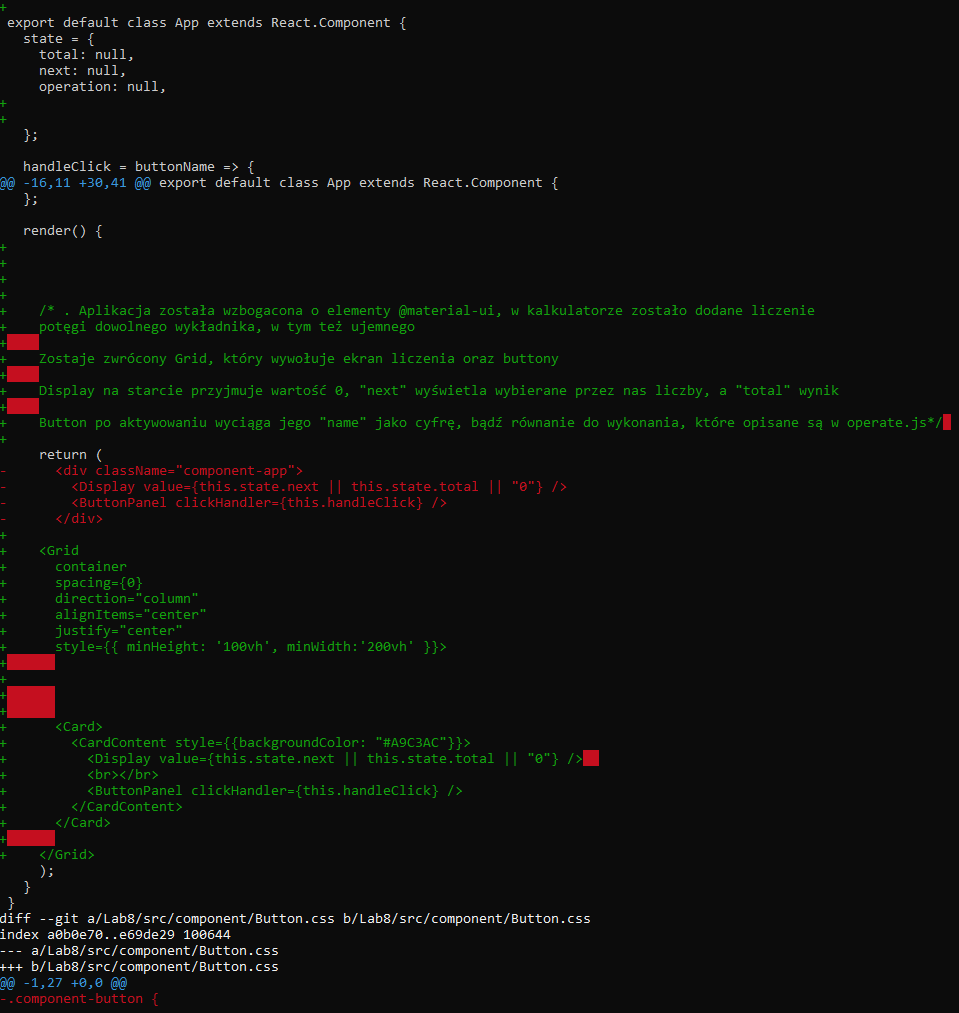 +
 export default class App extends React.Component {
   state = {
     total: null,
     next: null,
     operation: null,
+
+
   };

   handleClick = buttonName => {
@@ -16,11 +30,41 @@ export default class App extends React.Component {
   };

   render() {
+
+
+
+
+    /* . Aplikacja została wzbogacona o elementy @material-ui, w kalkulatorze zostało dodane liczenie
+    potęgi dowolnego wykładnika, w tym też ujemnego
+
+    Zostaje zwrócony Grid, który wywołuje ekran liczenia oraz buttony
+
+    Display na starcie przyjmuje wartość 0, "next" wyświetla wybierane przez nas liczby, a "total" wynik
+
+    Button po aktywowaniu wyciąga jego "name" jako cyfrę, bądź równanie do wykonania, które opisane są w operate.js*/
+
     return (
-      <div className="component-app">
-        <Display value={this.state.next || this.state.total || "0"} />
-        <ButtonPanel clickHandler={this.handleClick} />
-      </div>
+
+    <Grid
+      container
+      spacing={0}
+      direction="column"
+      alignItems="center"
+      justify="center"
+      style={{ minHeight: '100vh', minWidth:'200vh' }}>
+
+
+
+
+      <Card>
+        <CardContent style={{backgroundColor: "#A9C3AC"}}>
+          <Display value={this.state.next || this.state.total || "0"} />
+          <br></br>
+          <ButtonPanel clickHandler={this.handleClick} />
+        </CardContent>
+      </Card>
+
+    </Grid>
     );
   }
 }
diff --git a/Lab8/src/component/Button.css b/Lab8/src/component/Button.css
index a0b0e70..e69de29 100644
--- a/Lab8/src/component/Button.css
+++ b/Lab8/src/component/Button.css
@@ -1,27 +0,0 @@
-.component-button {